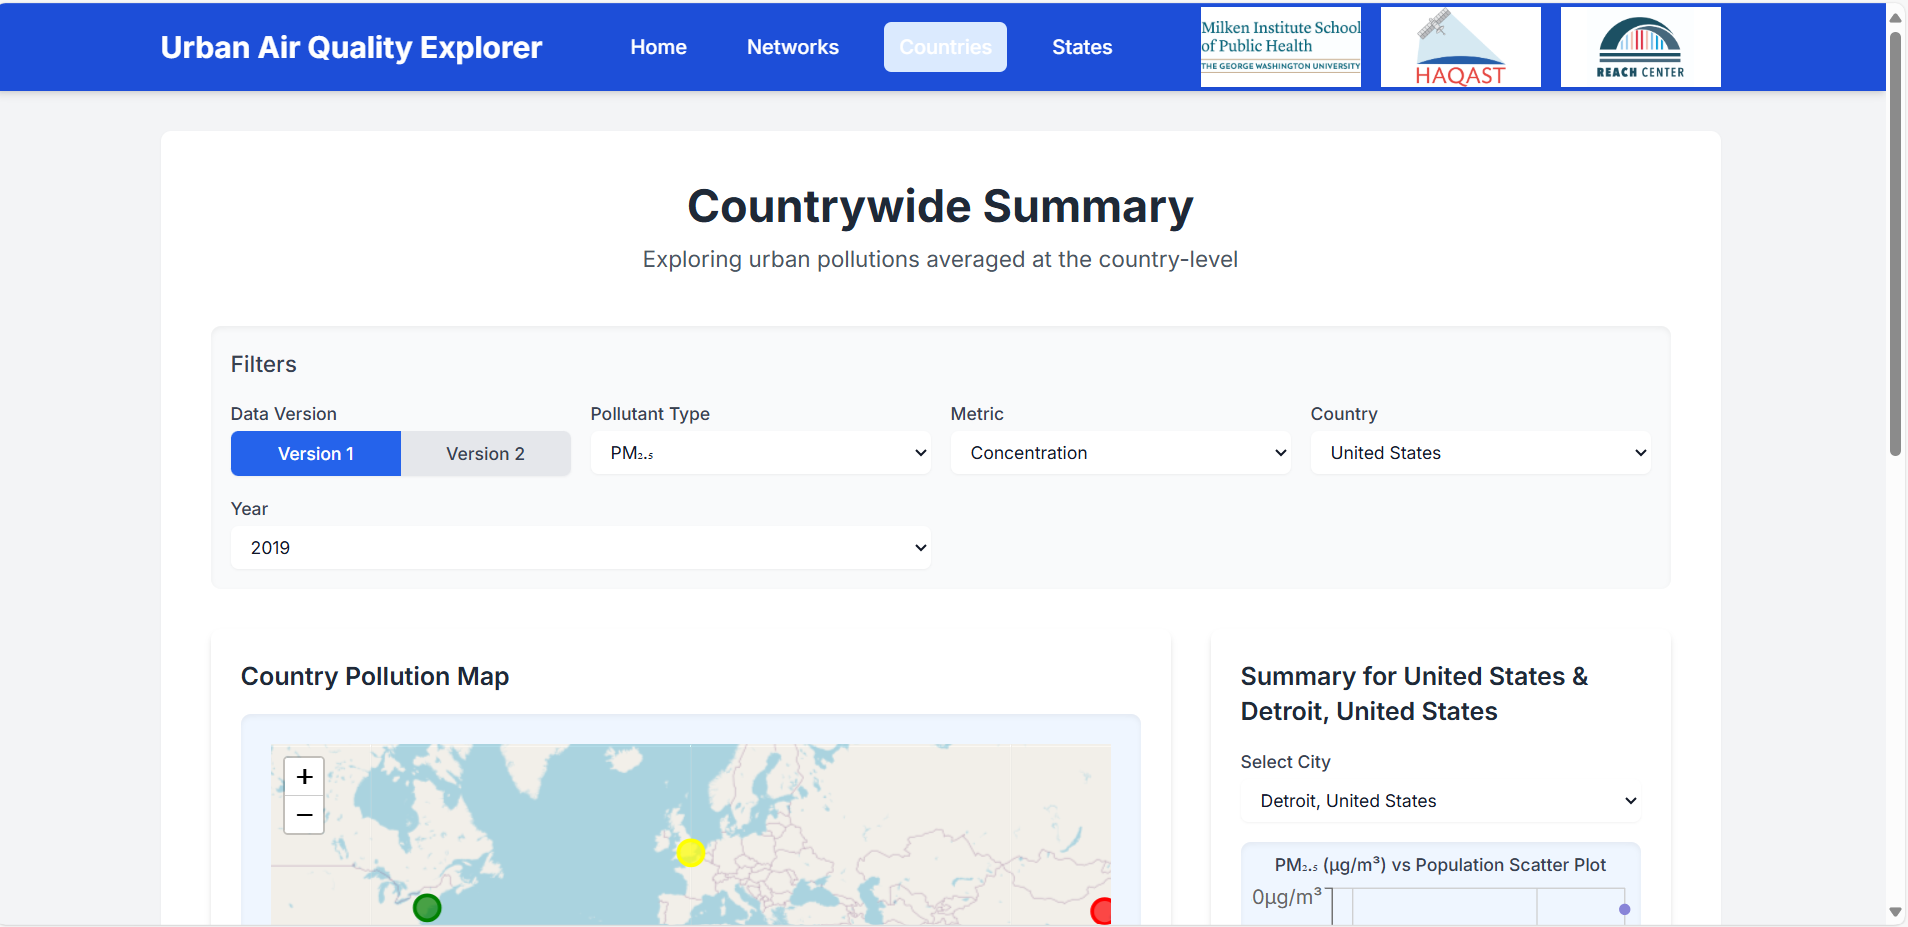 Urban Air Quality Explorer
Home
Networks
Countries
States
Milken Institute School
of Public Health
THE GEORGE WASHINGTON UNIVERSITY
HAQAST
REACH CENTER
Countrywide Summary
Exploring urban pollutions averaged at the country-level
Filters
Data Version
Version 1
Version 2
Pollutant Type
PM₂.₅
Metric
Concentration
Country
United States
Year
2019
Country Pollution Map
+
−
Summary for United States &
Detroit, United States
Select City
Detroit, United States
PM₂.₅ (μg/m³) vs Population Scatter Plot
0μg/m³